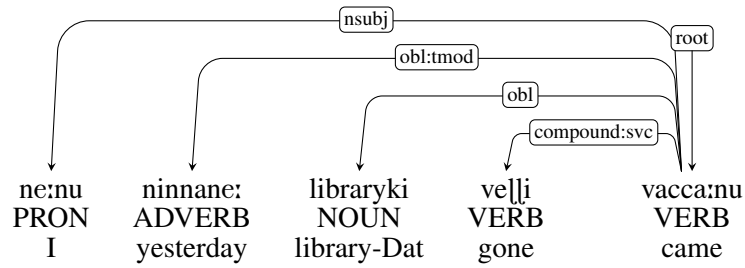 nsubj
root
obl:tmod
obl
compound:svc
neːnu ninnaneː libraryki veḷḷi vaccaːnu
PRON ADVERB NOUN VERB VERB
I yesterday library-Dat gone came